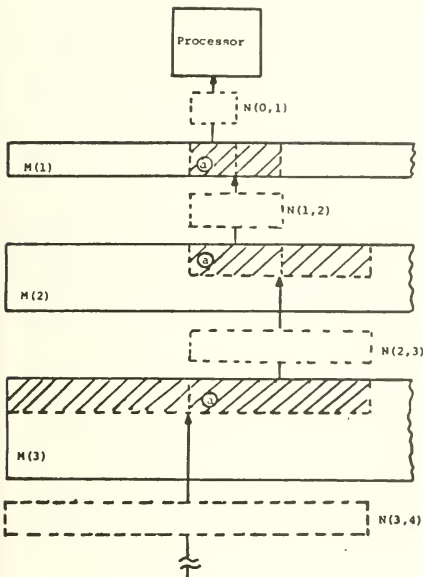 Processor
N(0,1)
M(1)
a
N(1,2)
a
M(2)
N(2,3)
a
M(3)
N(3,4)